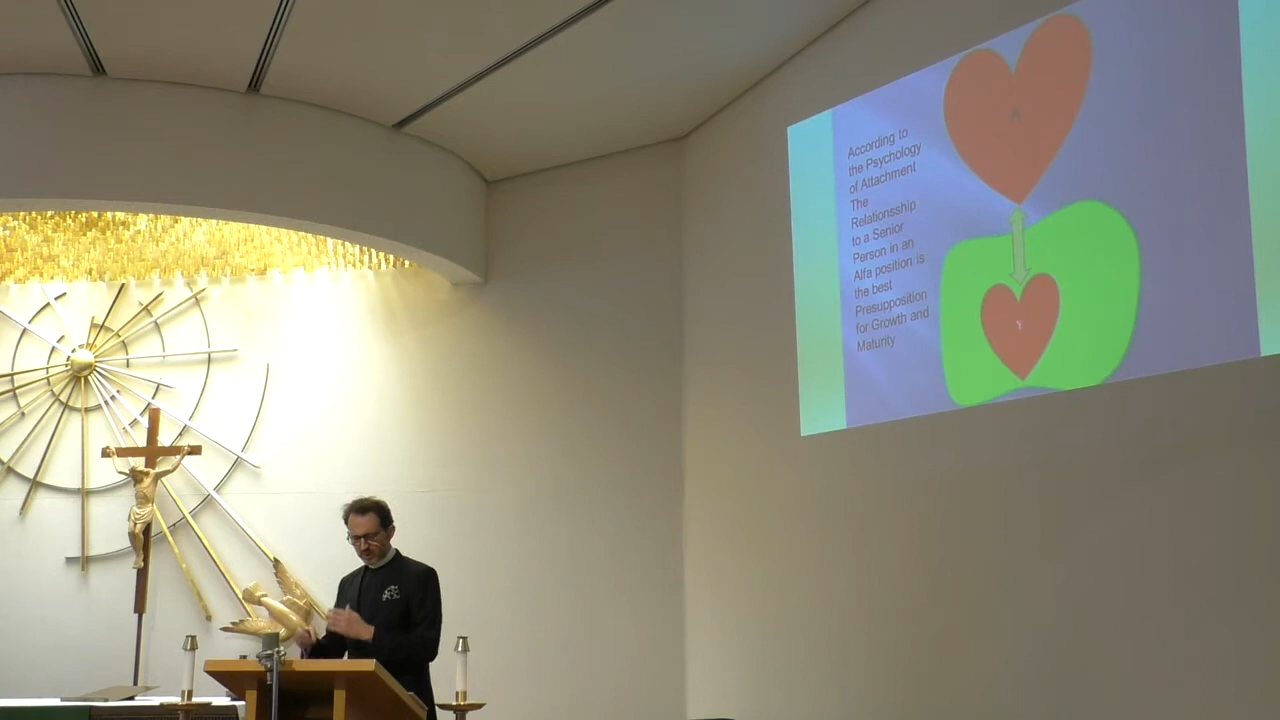 According to
the Psychology
of Attachment
The
Relationsship
to a Senior
Person in an
Alfa position is
the best
Presupposition
for Growth and
Maturity
A
Y